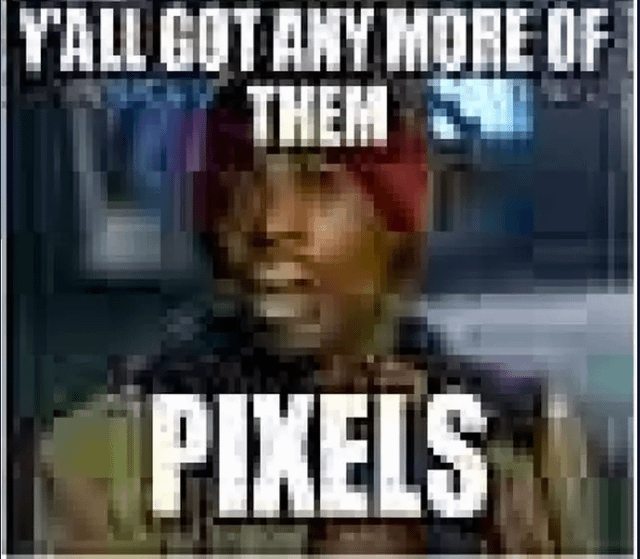 Y'ALL GOT ANY MORE OF
THEM
PIXELS